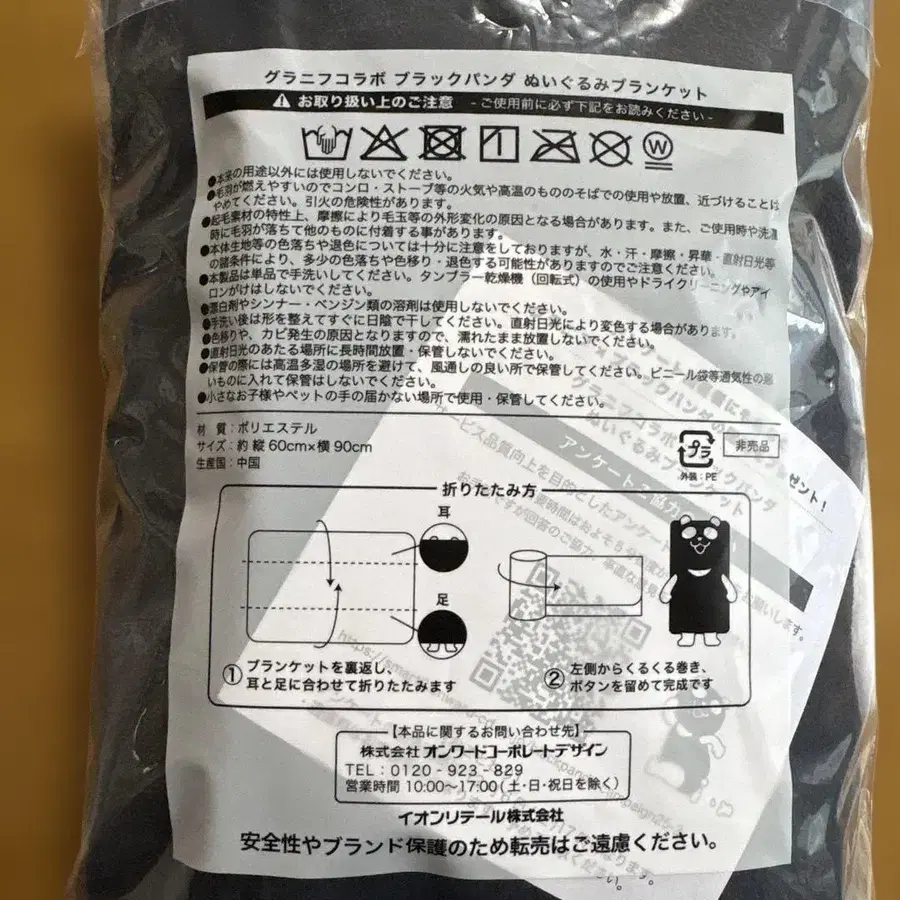 グラニフコラボ ブラックパンダ ぬいぐるみブランケット
お取り扱い上のご注意 - ご使用前に必ず下記をお読みください -
W
●本来の用途以外には使用しないでください。
●毛羽が燃えやすいのでコンロ・ストーブ等の火気や高温のもののそばでの使用や放置、近づけることは
やめてください。引火の危険性があります。
●起毛素材の特性上、摩擦により毛玉等の外形変化の原因となる場合があります。また、ご使用時や洗濯
時に毛羽が落ちて他のものに付着する事があります。
●本体生地等の色落ちや退色については十分に注意をしておりますが、水・汗・摩擦・昇華・直射日光等
の諸条件により、多少の色落ちや色移り・退色する可能性がありますのでご注意ください。
●本製品は単品で手洗いしてください。タンブラー乾燥機（回転式）の使用やドライクリーニングやアイ
ロンがけはしないでください。
●漂白剤やシンナー・ベンジン類の溶剤は使用しないでください。
●手洗い後は形を整えてすぐに日陰で干してください。直射日光により変色する場合があります。
●色移りや、カビ発生の原因となりますので、濡れたまま放置しないでください。
●直射日光のあたる場所に長時間放置・保管しないでください。
●保管の際には高温多湿の場所を避けて、風通しの良い所で保管してください。ビニール袋等通気性の悪
いものに入れて保管はしないでください。
●小さなお子様やペットの手の届かない場所で使用・保管してください。
材 質：ポリエステル
サイズ：約 縦 60cm×横 90cm
生産国：中国
プラ
外装：PE
非売品
ゼント！
グラニフコラボ ブラックパンダ
ぬいぐるみブランケット
アンケート
サービス品質向上を目的としたアンケート
折りたたみ方
耳
足
① ブランケットを裏返し、
耳と足に合わせて折りたたみます
② 左側からくるくる巻き、
ボタンを留めて完成です
【本品に関するお問い合わせ先】
株式会社 オンワードコーポレートデザイン
TEL：0120 - 923 - 829
営業時間 10:00〜17:00（土・日・祝日を除く）
イオンリテール株式会社
安全性やブランド保護のため転売はご遠慮ください。